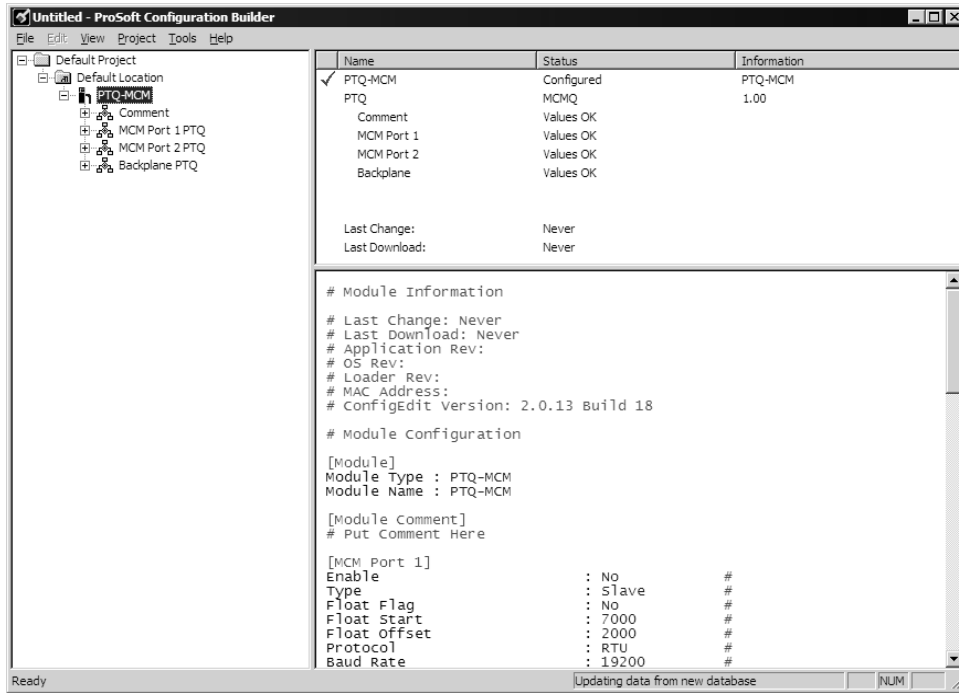 Untitled - ProSoft Configuration Builder
File Edit View Project Tools Help
Default Project
Default Location
PTQ-MCM
Comment
MCM Port 1 PTQ
MCM Port 2 PTQ
Backplane PTQ
Name Status Information
PTQ-MCM Configured PTQ-MCM
PTQ MCMQ 1.00
Comment Values OK
MCM Port 1 Values OK
MCM Port 2 Values OK
Backplane Values OK
Last Change: Never
Last Download: Never
# Module Information
# Last Change: Never
# Last Download: Never
# Application Rev:
# OS Rev:
# Loader Rev:
# MAC Address:
# ConfigEdit Version: 2.0.13 Build 18
# Module Configuration
[Module]
Module Type : PTQ-MCM
Module Name : PTQ-MCM
[Module Comment]
# Put Comment Here
[MCM Port 1]
Enable : No #
Type : Slave #
Float Flag : No #
Float Start : 7000 #
Float Offset : 2000 #
Protocol : RTU #
Baud Rate : 19200 #
Ready Updating data from new database NUM